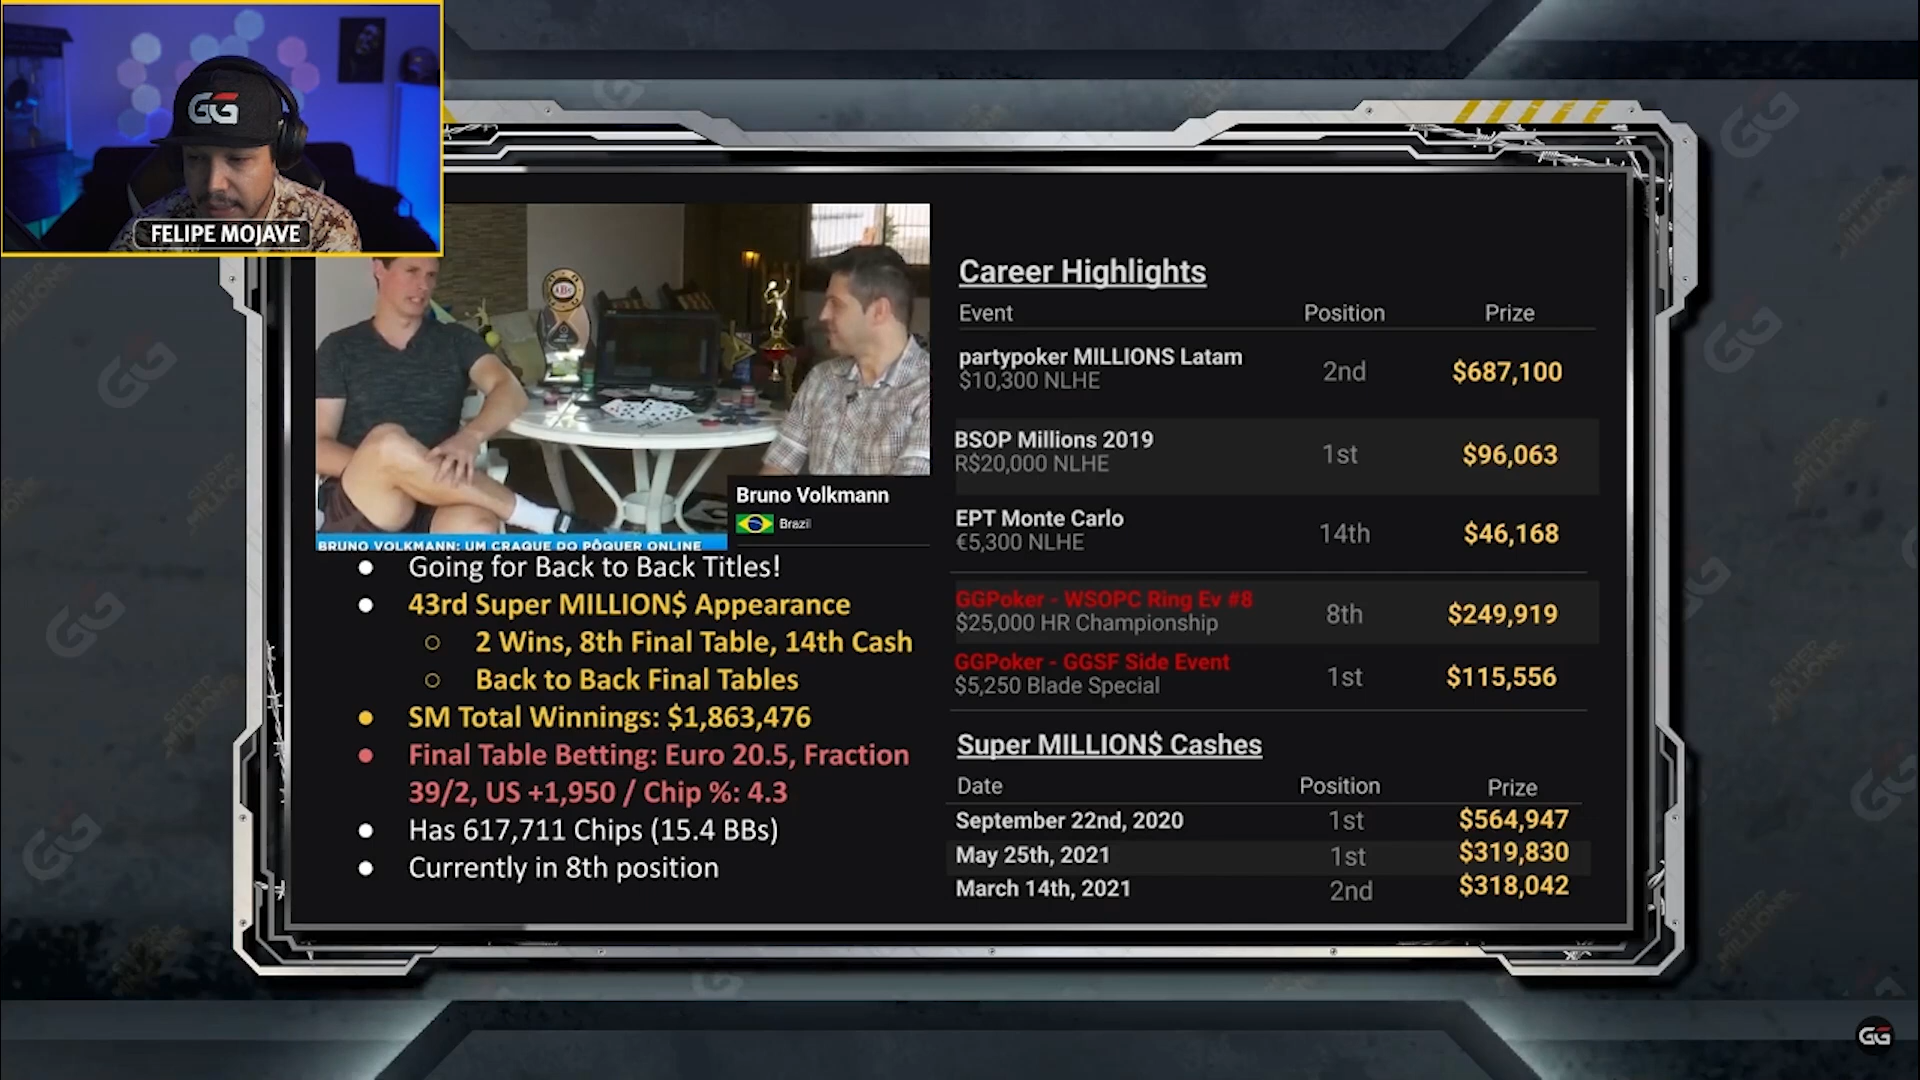 GG
FELIPE MOJAVE
BRUNO VOLKMANN: UM CRAQUE DO PÔQUER ONLINE
Bruno Volkmann
Brazil
Going for Back to Back Titles!
43rd Super MILLION$ Appearance
2 Wins, 8th Final Table, 14th Cash
Back to Back Final Tables
SM Total Winnings: $1,863,476
Final Table Betting: Euro 20.5, Fraction
39/2, US +1,950 / Chip %: 4.3
Has 617,711 Chips (15.4 BBs)
Currently in 8th position
Career Highlights
Event Position Prize
partypoker MILLIONS Latam
$10,300 NLHE
2nd $687,100
BSOP Millions 2019
R$20,000 NLHE
1st $96,063
EPT Monte Carlo
€5,300 NLHE
14th $46,168
GGPoker - WSOPC Ring Ev #8
$25,000 HR Championship
8th $249,919
GGPoker - GGSF Side Event
$5,250 Blade Special
1st $115,556
Super MILLION$ Cashes
Date Position Prize
September 22nd, 2020 1st $564,947
May 25th, 2021 1st $319,830
March 14th, 2021 2nd $318,042
GG